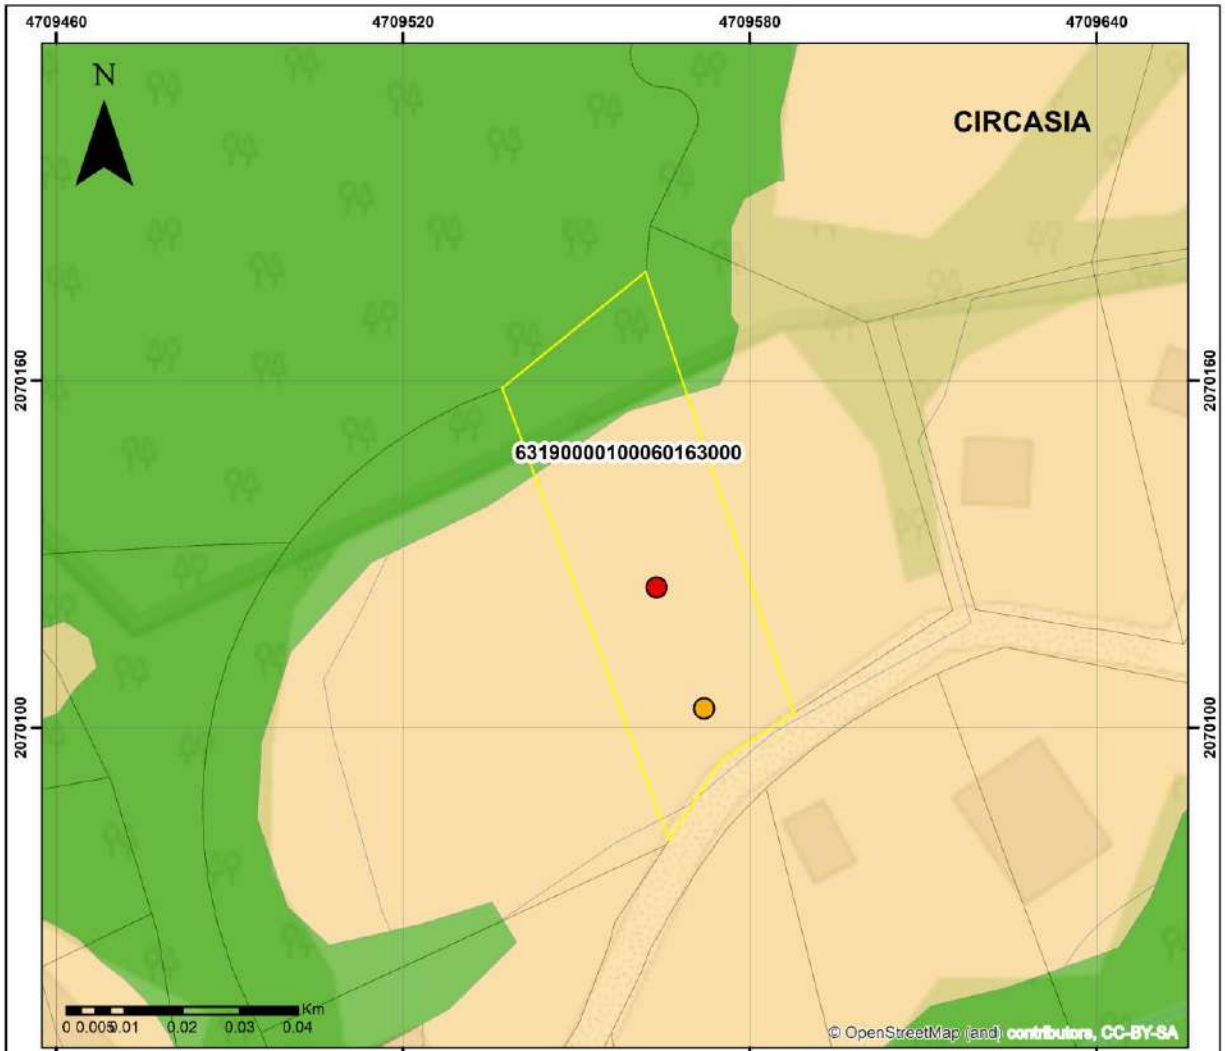 4709460 4709520 4709580 4709640
N
CIRCASIA
2070160 2070160
631900000100060163000
2070100 2070100
Km
0 0.005 0.01 0.02 0.03 0.04
© OpenStreetMap (and) contributors, CC-BY-SA